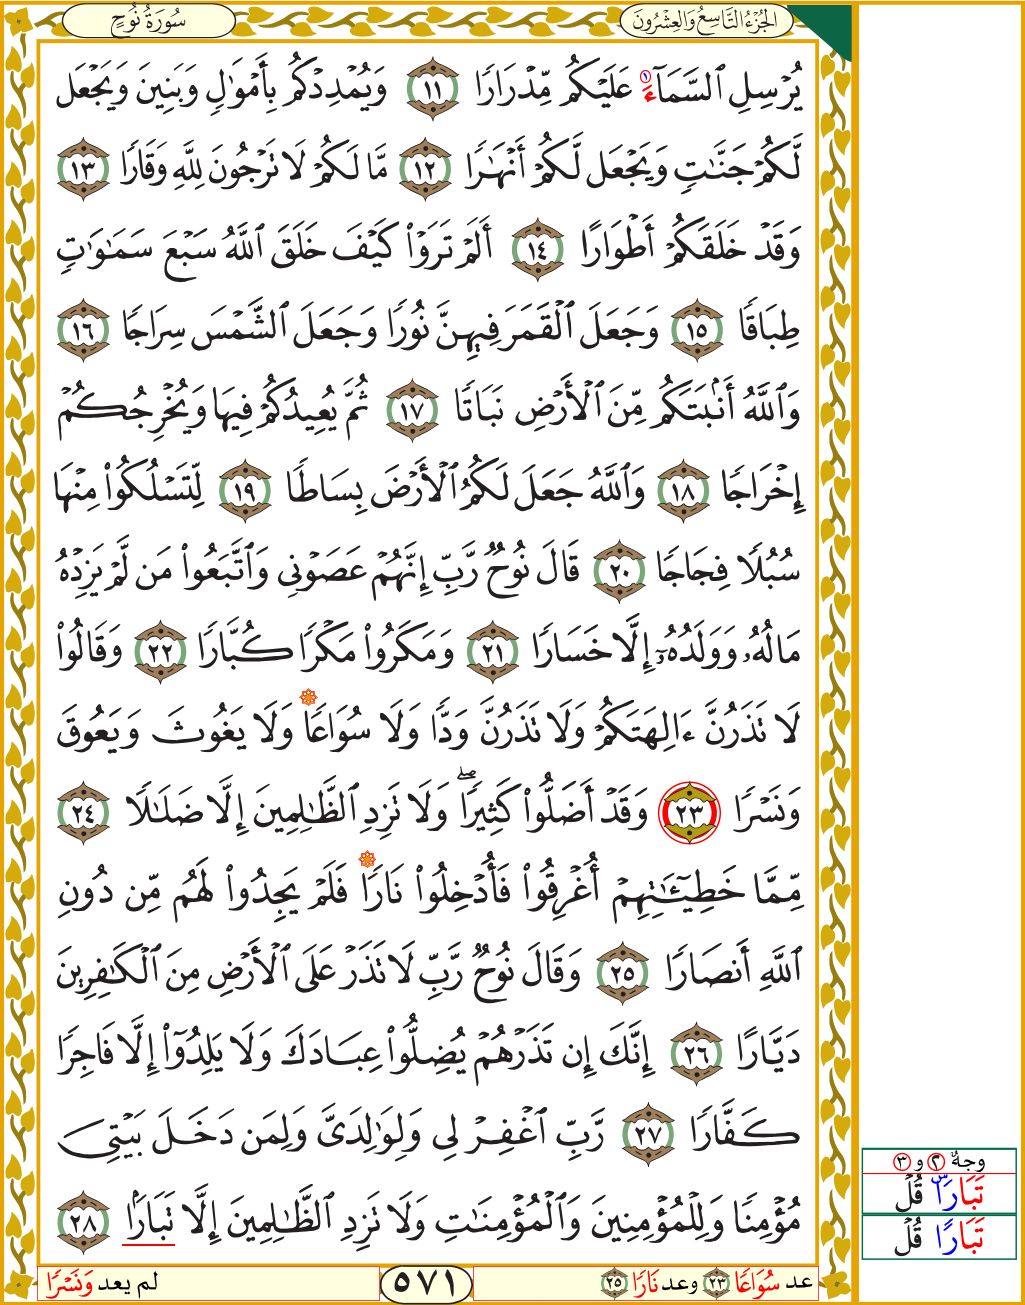 سُورَةُ نُوحٍ
الجُزْءُ التَّاسِعُ وَالعِشْرُونَ
يُرْسِلِ ٱلسَّمَآءَ ١ عَلَيْكُم مِّدْرَارًا ١١ وَيُمْدِدْكُم بِأَمْوَٰلٍ وَبَنِينَ وَيَجْعَل
لَّكُمْ جَنَّـٰتٍ وَيَجْعَل لَّكُمْ أَنْهَـٰرًا ١٢ مَّا لَكُمْ لَا تَرْجُونَ لِلَّهِ وَقَارًا ١٣
وَقَدْ خَلَقَكُمْ أَطْوَارًا ١٤ أَلَمْ تَرَوْا۟ كَيْفَ خَلَقَ ٱللَّهُ سَبْعَ سَمَـٰوَٰتٍ
طِبَاقًا ١٥ وَجَعَلَ ٱلْقَمَرَ فِيهِنَّ نُورًا وَجَعَلَ ٱلشَّمْسَ سِرَاجًا ١٦
وَٱللَّهُ أَنۢبَتَكُم مِّنَ ٱلْأَرْضِ نَبَاتًا ١٧ ثُمَّ يُعِيدُكُمْ فِيهَا وَيُخْرِجُكُمْ
إِخْرَاجًا ١٨ وَٱللَّهُ جَعَلَ لَكُمُ ٱلْأَرْضَ بِسَاطًا ١٩ لِّتَسْلُكُوا۟ مِنْهَا
سُبُلًا فِجَاجًا ٢٠ قَالَ نُوحٌ رَّبِّ إِنَّهُمْ عَصَوْنِى وَٱتَّبَعُوا۟ مَن لَّمْ يَزِدْهُ
مَالُهُۥ وَوَلَدُهُۥٓ إِلَّا خَسَارًا ٢١ وَمَكَرُوا۟ مَكْرًا كُبَّارًا ٢٢ وَقَالُوا۟
لَا تَذَرُنَّ ءَالِهَتَكُمْ وَلَا تَذَرُنَّ وَدًّا وَلَا سُوَاعًا وَلَا يَغُوثَ وَيَعُوقَ
وَنَسْرًا ٢٣ وَقَدْ أَضَلُّوا۟ كَثِيرًا ۖ وَلَا تَزِدِ ٱلظَّـٰلِمِينَ إِلَّا ضَلَـٰلًا ٢٤
مِّمَّا خَطِيٓـَٔـٰتِهِمْ أُغْرِقُوا۟ فَأُدْخِلُوا۟ نَارًا فَلَمْ يَجِدُوا۟ لَهُم مِّن دُونِ
ٱللَّهِ أَنصَارًا ٢٥ وَقَالَ نُوحٌ رَّبِّ لَا تَذَرْ عَلَى ٱلْأَرْضِ مِنَ ٱلْكَـٰفِرِينَ
دَيَّارًا ٢٦ إِنَّكَ إِن تَذَرْهُمْ يُضِلُّوا۟ عِبَادَكَ وَلَا يَلِدُوٓا۟ إِلَّا فَاجِرًا
كَفَّارًا ٢٧ رَّبِّ ٱغْفِرْ لِى وَلِوَٰلِدَىَّ وَلِمَن دَخَلَ بَيْتِىَ
مُؤْمِنًا وَلِلْمُؤْمِنِينَ وَٱلْمُؤْمِنَـٰتِ وَلَا تَزِدِ ٱلظَّـٰلِمِينَ إِلَّا تَبَارًۢا ٢٨
وجهُ ٢ و ٣
تَبَارَاۜ قُلْ
تَبَارًا قُلْ
عد سُوَاعًا ٢٣ وعد نَارًا ٢٥
٥٧١
لم يعد وَنَسْرًا